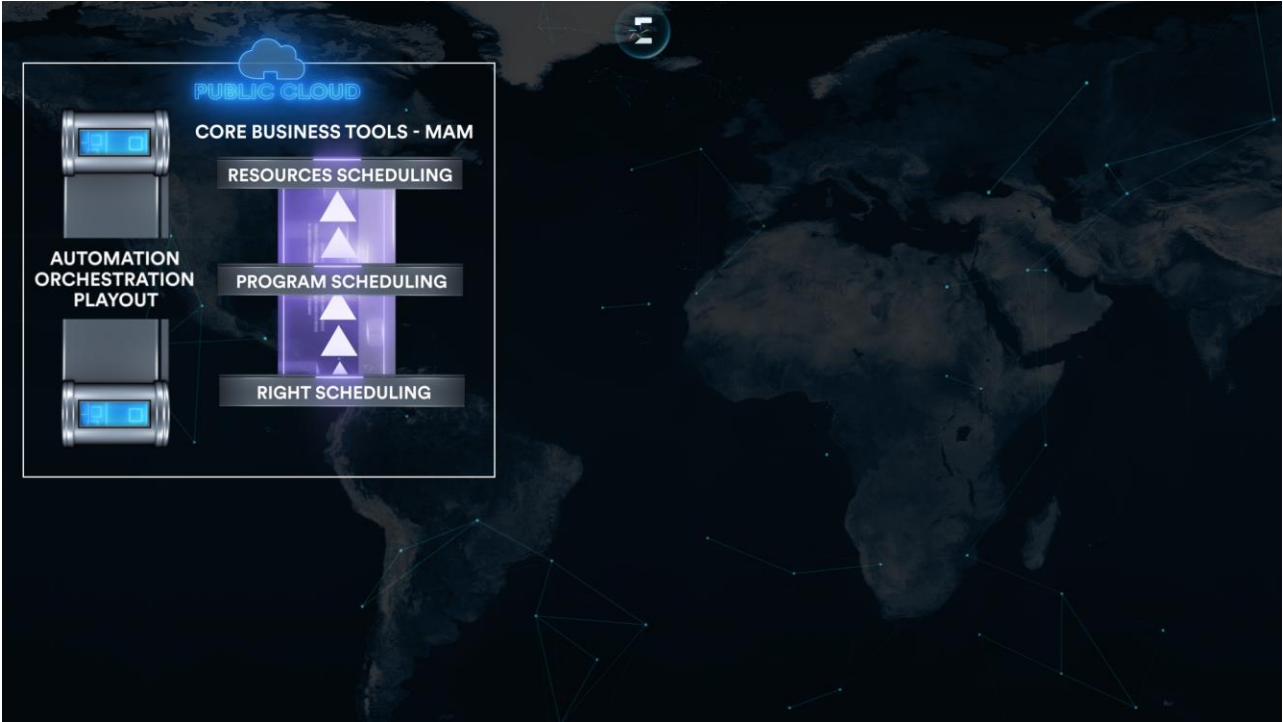 PUBLIC CLOUD
CORE BUSINESS TOOLS - MAM
RESOURCES SCHEDULING
AUTOMATION
ORCHESTRATION
PLAYOUT
PROGRAM SCHEDULING
RIGHT SCHEDULING